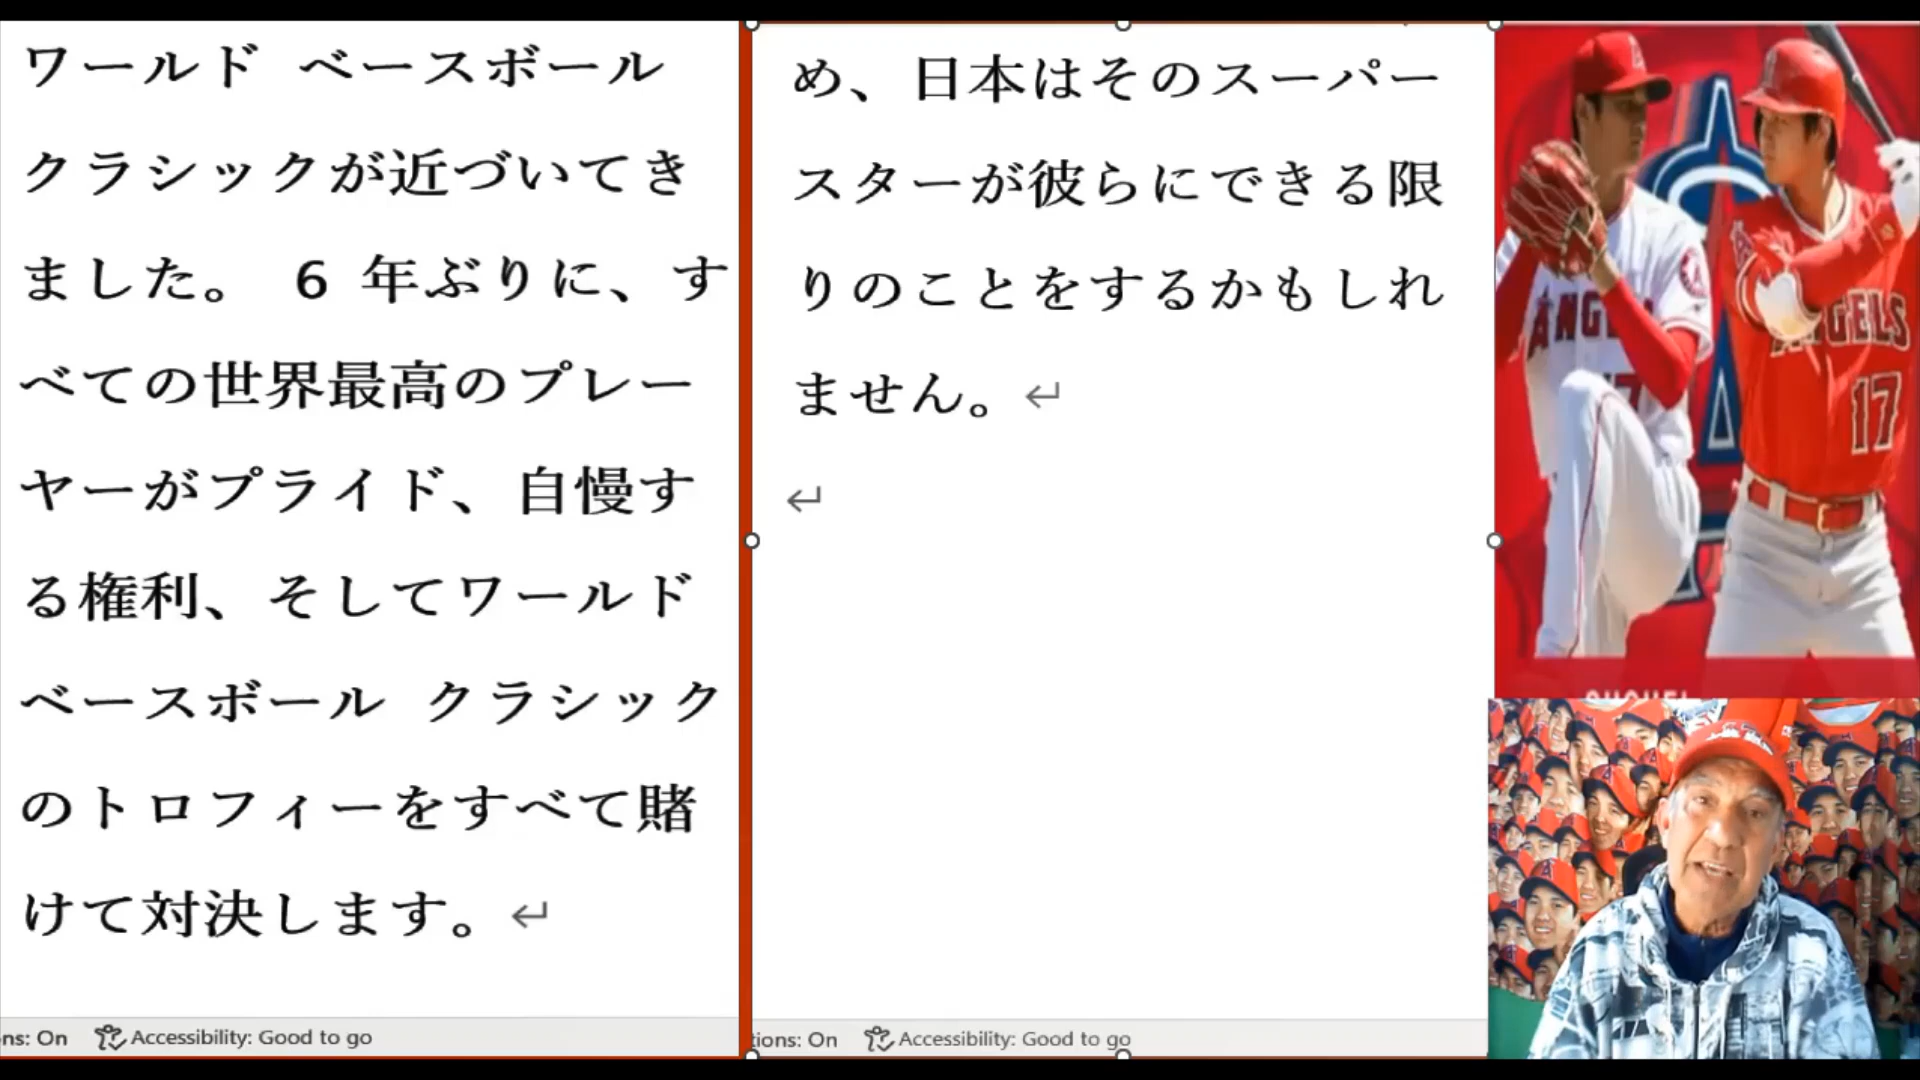 ワールド ベースボール
クラシックが近づいてき
ました。 6 年ぶりに、す
べての世界最高のプレー
ヤーがプライド、自慢す
る権利、そしてワールド
ベースボール クラシック
のトロフィーをすべて賭
けて対決します。
ns: On Accessibility: Good to go
め、日本はそのスーパー
スターが彼らにできる限
りのことをするかもしれ
ません。
tions: On Accessibility: Good to go
ANGELS
17